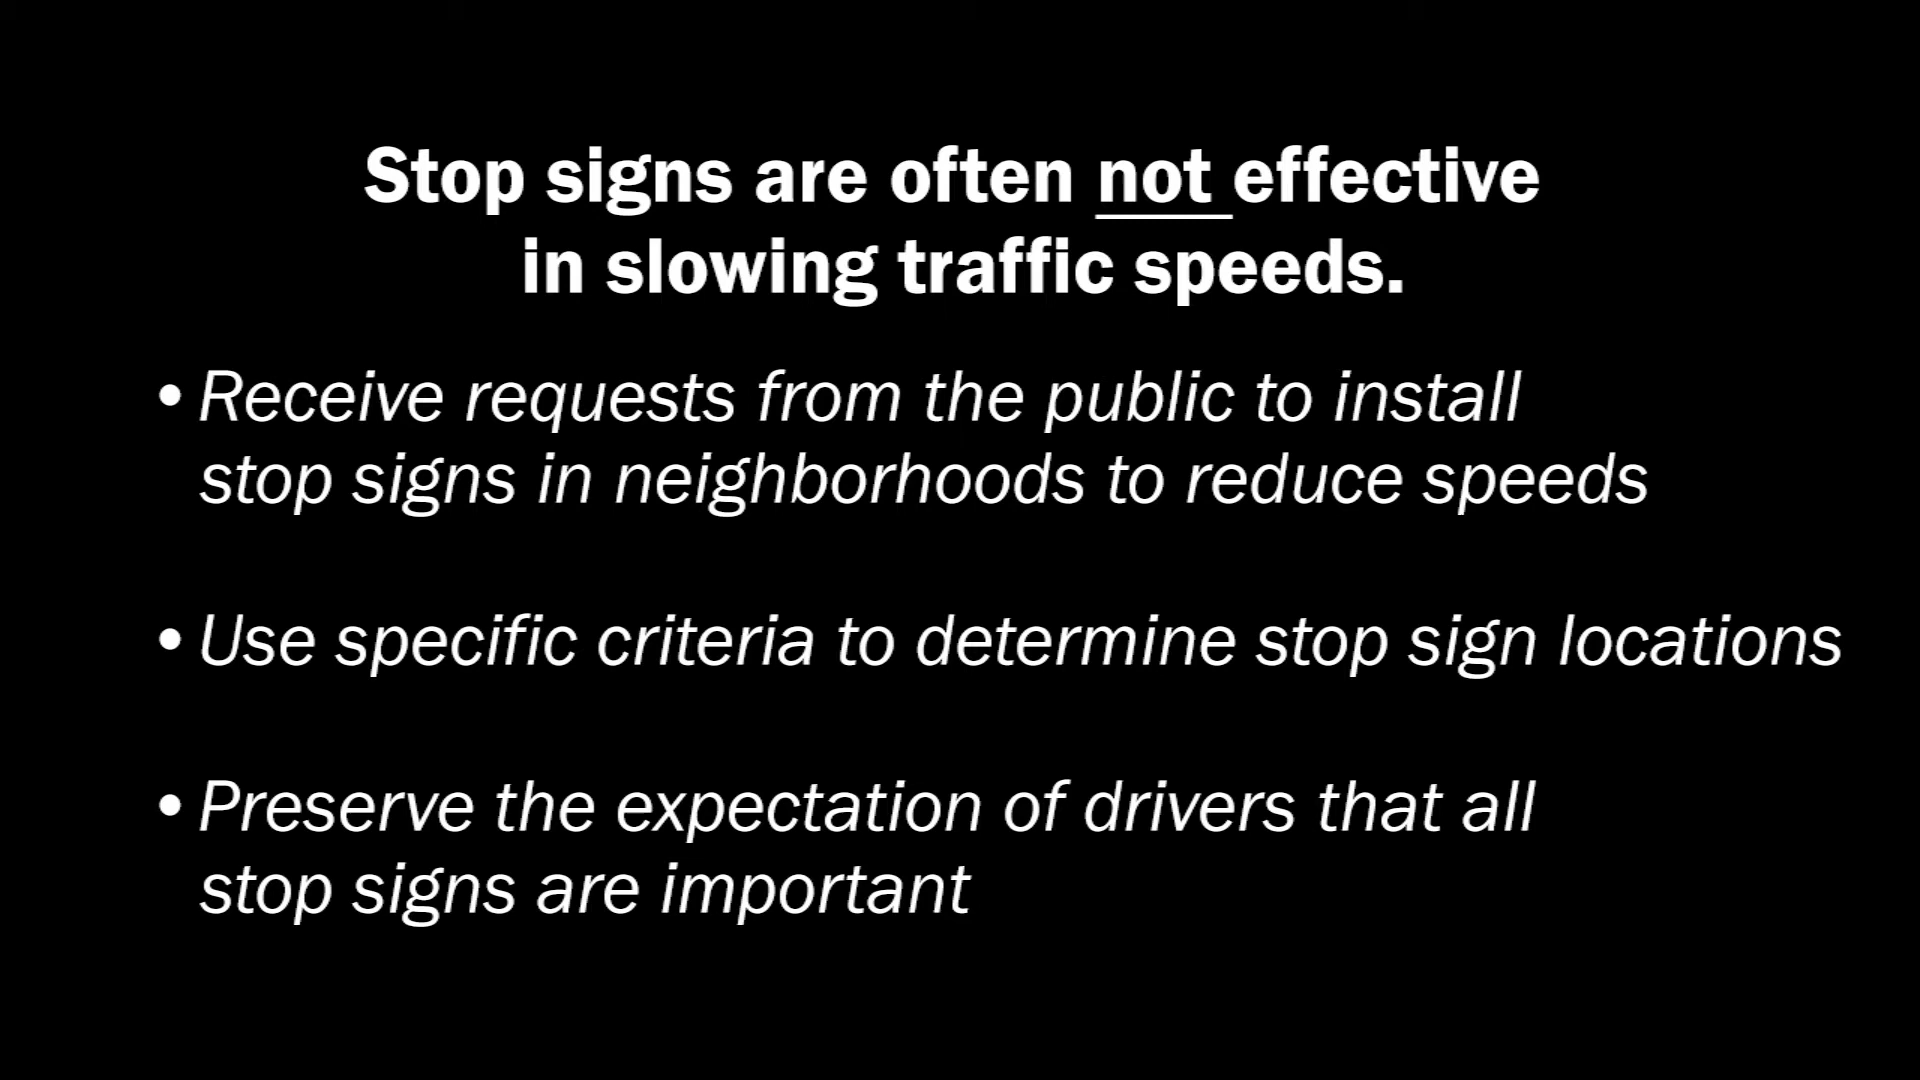 Stop signs are often not effective
in slowing traffic speeds.
• Receive requests from the public to install
stop signs in neighborhoods to reduce speeds
• Use specific criteria to determine stop sign locations
• Preserve the expectation of drivers that all
stop signs are important